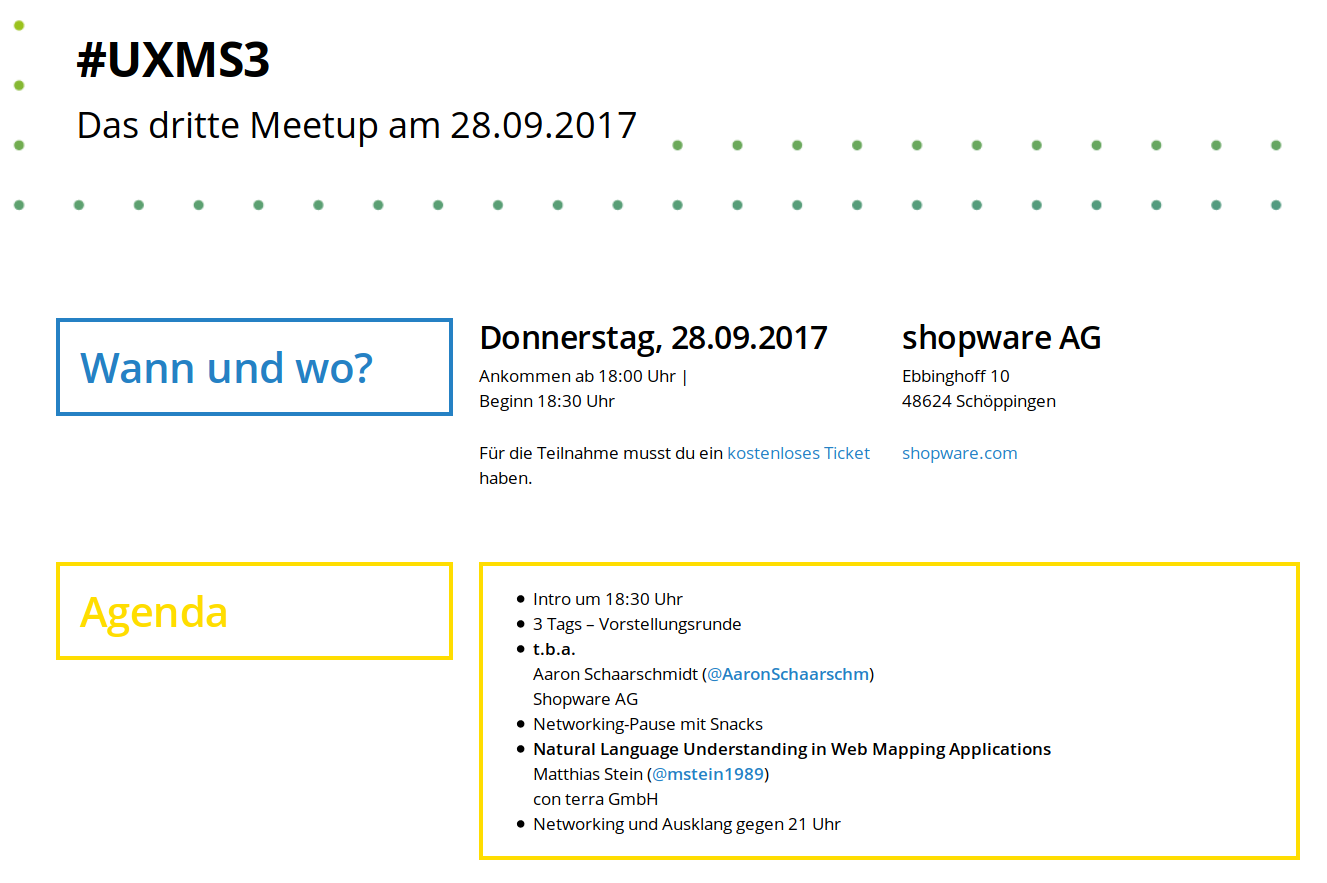 #UXMS3
Das dritte Meetup am 28.09.2017
Wann und wo?
Donnerstag, 28.09.2017
Ankommen ab 18:00 Uhr |
Beginn 18:30 Uhr
Für die Teilnahme musst du ein kostenloses Ticket
haben.
shopware AG
Ebbinghoff 10
48624 Schöppingen
shopware.com
Agenda
Intro um 18:30 Uhr
3 Tags – Vorstellungsrunde
t.b.a.
Aaron Schaarschmidt (@AaronSchaarschm)
Shopware AG
Networking-Pause mit Snacks
Natural Language Understanding in Web Mapping Applications
Matthias Stein (@mstein1989)
con terra GmbH
Networking und Ausklang gegen 21 Uhr